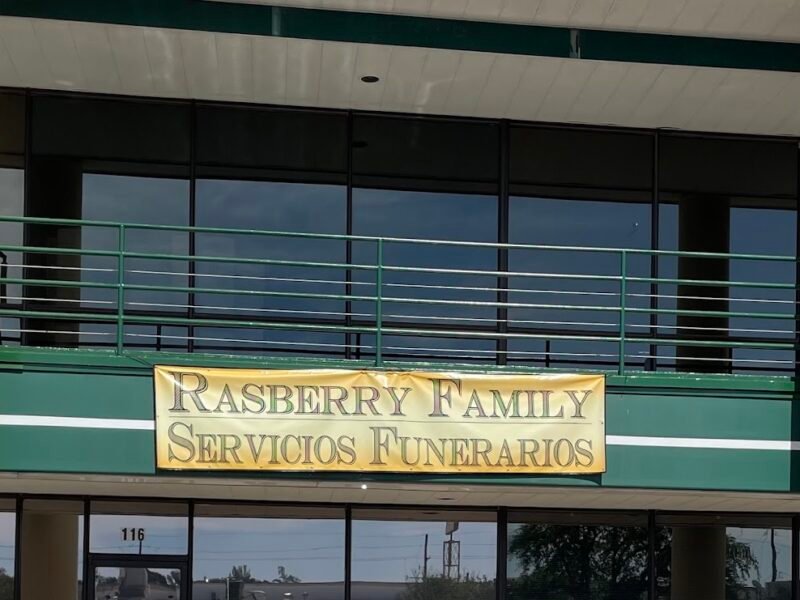 RASBERRY FAMILY
SERVICIOS FUNERARIOS
116